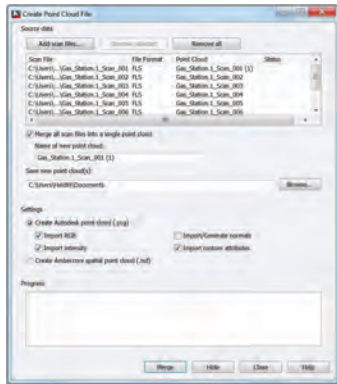 Create Point Cloud File
Source data
Add scan files... Remove selected Remove all
Scan File File Format Point Cloud Status
C:\Users\...\Gas_Station.1_Scan_001 FLS Gas_Station.1_Scan_001 (1)
C:\Users\...\Gas_Station.1_Scan_002 FLS Gas_Station.1_Scan_002
C:\Users\...\Gas_Station.1_Scan_003 FLS Gas_Station.1_Scan_003
C:\Users\...\Gas_Station.1_Scan_004 FLS Gas_Station.1_Scan_004
C:\Users\...\Gas_Station.1_Scan_005 FLS Gas_Station.1_Scan_005
C:\Users\...\Gas_Station.1_Scan_006 FLS Gas_Station.1_Scan_006
Merge all scan files into a single point cloud
Name of new point cloud:
Gas_Station.1_Scan_001 (1)
Save new point cloud(s):
C:\Users\HeidiH\Documents Browse...
Settings
Create Autodesk point cloud (.pcg)
Import RGB Import/Generate normals
Import intensity Import custom attributes
Create Ambercore spatial point cloud (.isd)
Progress
Merge Hide Close Help